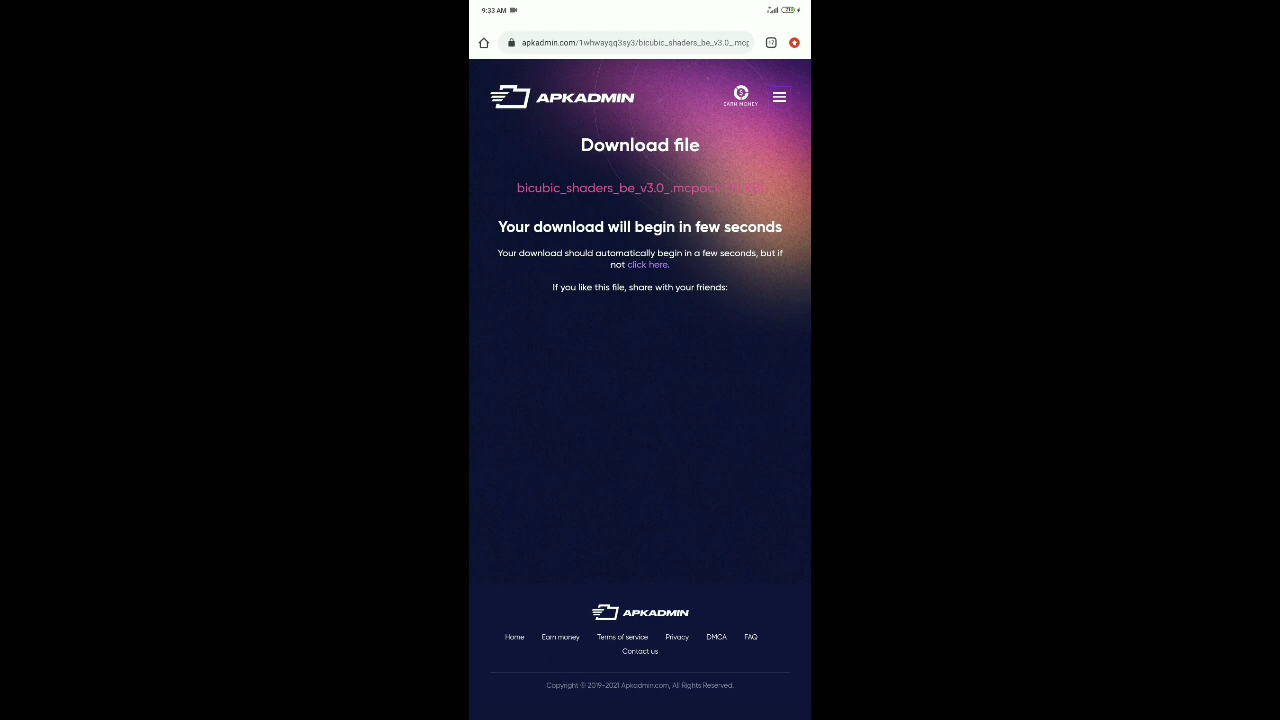 9:33 AM
apkadmin.com/1whwayqq3sy3/bicubic_shaders_be_v3.0_.mcp
17
APKADMIN
EARN MONEY
Download file
bicubic_shaders_be_v3.0_.mcpack
Your download will begin in few seconds
Your download should automatically begin in a few seconds, but if
not click here.
If you like this file, share with your friends:
APKADMIN
Home Earn money Terms of service Privacy DMCA FAQ
Contact us
Copyright © 2019-2021 Apkadmin.com, All Rights Reserved.